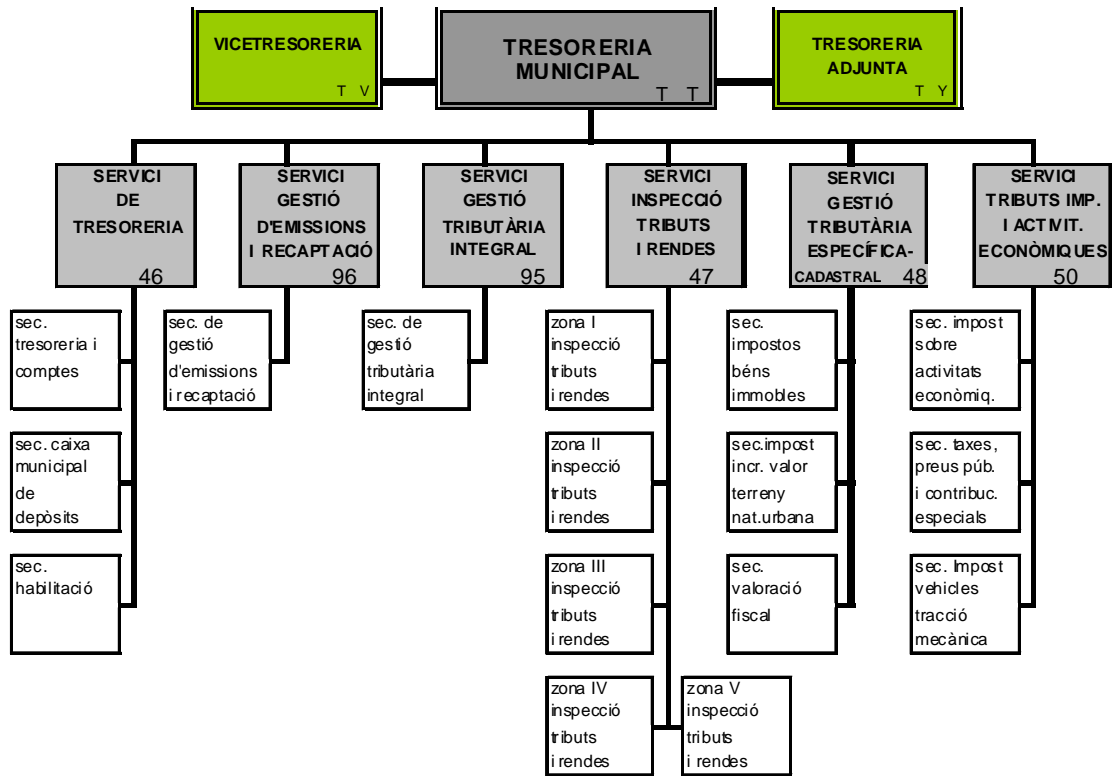 VICETRESORERIA
T V
TRESORERIA
MUNICIPAL
T T
TRESORERIA
ADJUNTA
T Y
SERVICI
DE
TRESORERIA
46
SERVICI
GESTIÓ
D'EMISSIONS
I RECAPTACIÓ
96
SERVICI
GESTIÓ
TRIBUTÀRIA
INTEGRAL
95
SERVICI
INSPECCIÓ
TRIBUTS
I RENDES
47
SERVICI
GESTIÓ
TRIBUTÀRIA
ESPECÍFICA-
CADASTRAL 48
SERVICI
TRIBUTS IMP.
I ACTIVIT.
ECONÒMIQUES
50
sec.
tresoreria i
comptes
sec. caixa
municipal
de
depòsits
sec.
habilitació
sec. de
gestió
d'emissions
i recaptació
sec. de
gestió
tributària
integral
zona I
inspecció
tributs
i rendes
zona II
inspecció
tributs
i rendes
zona III
inspecció
tributs
i rendes
zona IV
inspecció
tributs
i rendes
zona V
inspecció
tributs
i rendes
sec.
impostos
béns
immobles
sec.impost
incr. valor
terreny
nat.urbana
sec.
valoració
fiscal
sec. impost
sobre
activitats
econòmiq.
sec. taxes,
preus púb.
i contribuc.
especials
sec. Impost
vehicles
tracció
mecànica